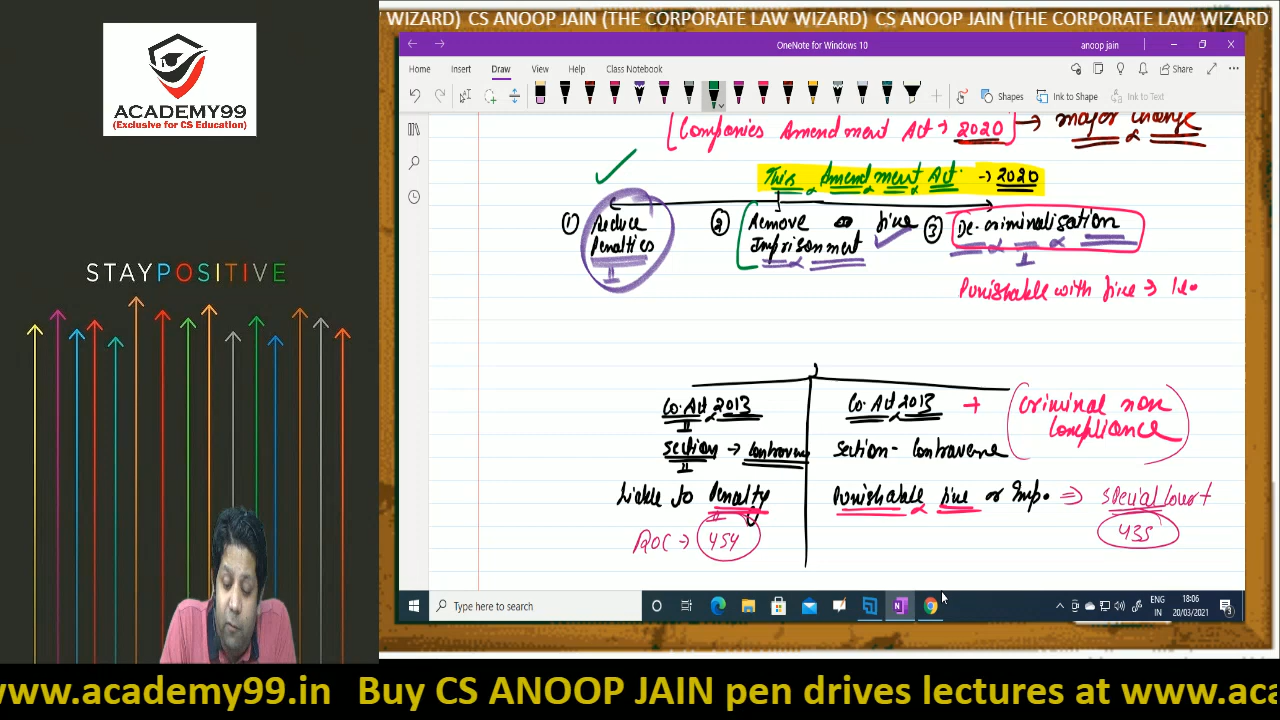 WIZARD) CS ANOOP JAIN (THE CORPORATE LAW WIZARD) CS ANOOP JAIN (THE CORPORATE LAW WIZARD
ACADEMY99
(Exclusive for CS Education)
STAYPOSITIVE
OneNote for Windows 10
anoop jain
Home Insert Draw View Help Class Notebook
Share
Shapes Ink to Shape Ink to Text
Companies Amendment Act → 2020 → major change
This Amendment Act. → 2020
① Reduce Penalties
② Remove or fine Imprisonment
③ De-criminalisation
Punishable with fine →
Co. Act 2013
Section → Contravene
Liable to Penalty
ROC → 454
Co. Act 2013 + Criminal non Compliance
Section - Contravene
Punishable fine or Imp. ⇒ Special Court
435
Type here to search
ENG
IN
18:06
20/03/2021
3
www.academy99.in Buy CS ANOOP JAIN pen drives lectures at www.aca